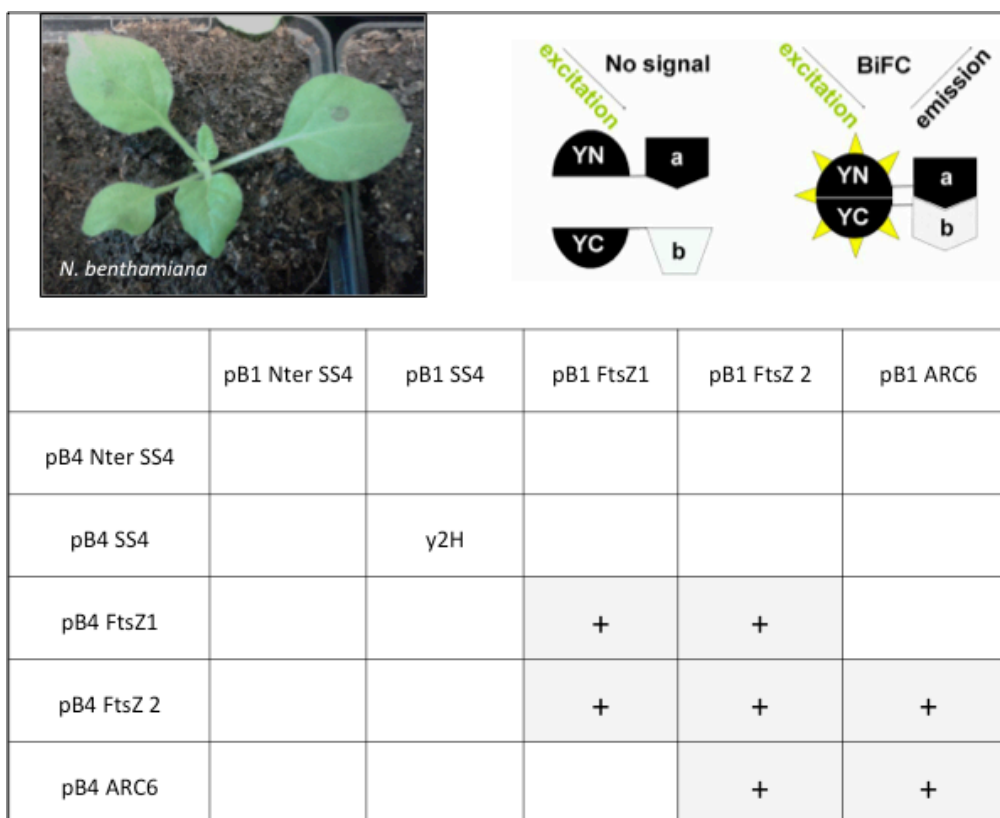 N. benthamiana
excitation
No signal
YN
a
YC
b
excitation
BiFC
emission
YN
a
YC
b
pB1 Nter SS4 pB1 SS4 pB1 FtsZ1 pB1 FtsZ 2 pB1 ARC6
pB4 Nter SS4
pB4 SS4 y2H
pB4 FtsZ1 + +
pB4 FtsZ 2 + + +
pB4 ARC6 + +